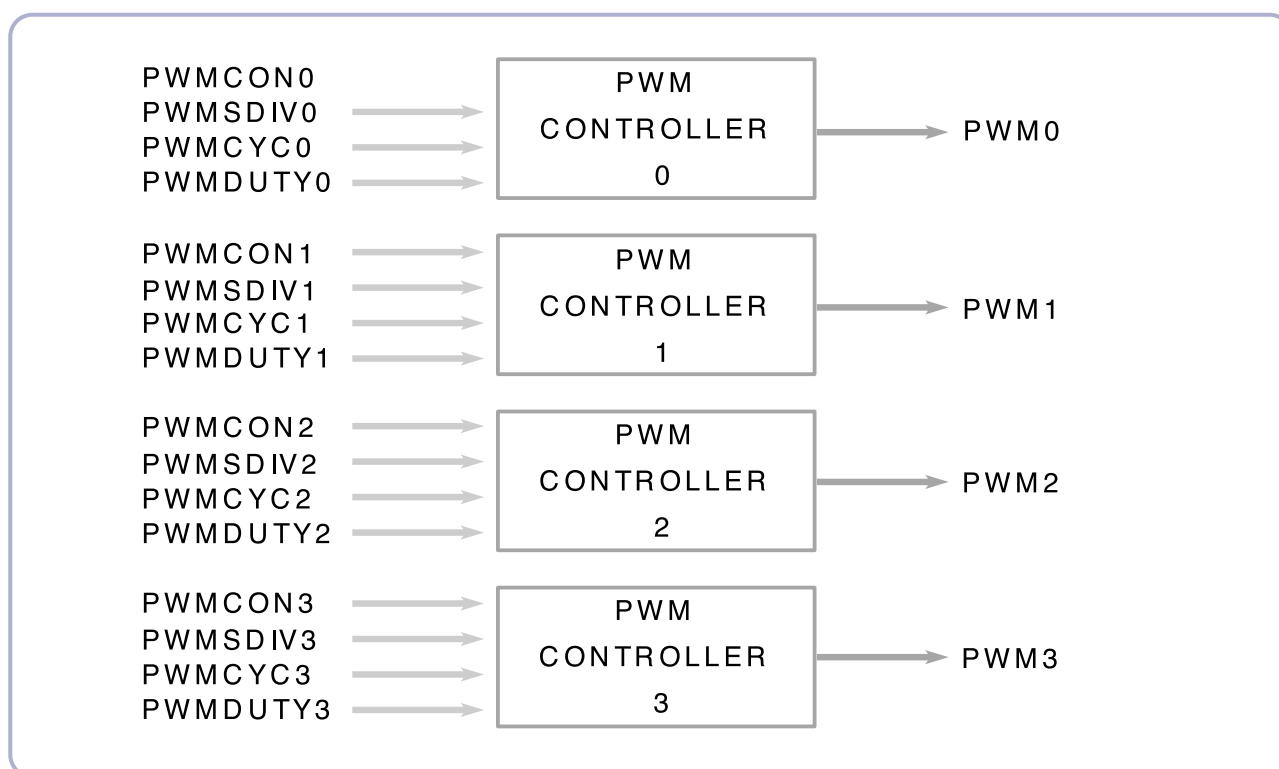 PWMCON0
PWMSDIV0
PWMCYC0
PWMDUTY0
PWM
CONTROLLER
0
PWM0
PWMCON1
PWMSDIV1
PWMCYC1
PWMDUTY1
PWM
CONTROLLER
1
PWM1
PWMCON2
PWMSDIV2
PWMCYC2
PWMDUTY2
PWM
CONTROLLER
2
PWM2
PWMCON3
PWMSDIV3
PWMCYC3
PWMDUTY3
PWM
CONTROLLER
3
PWM3